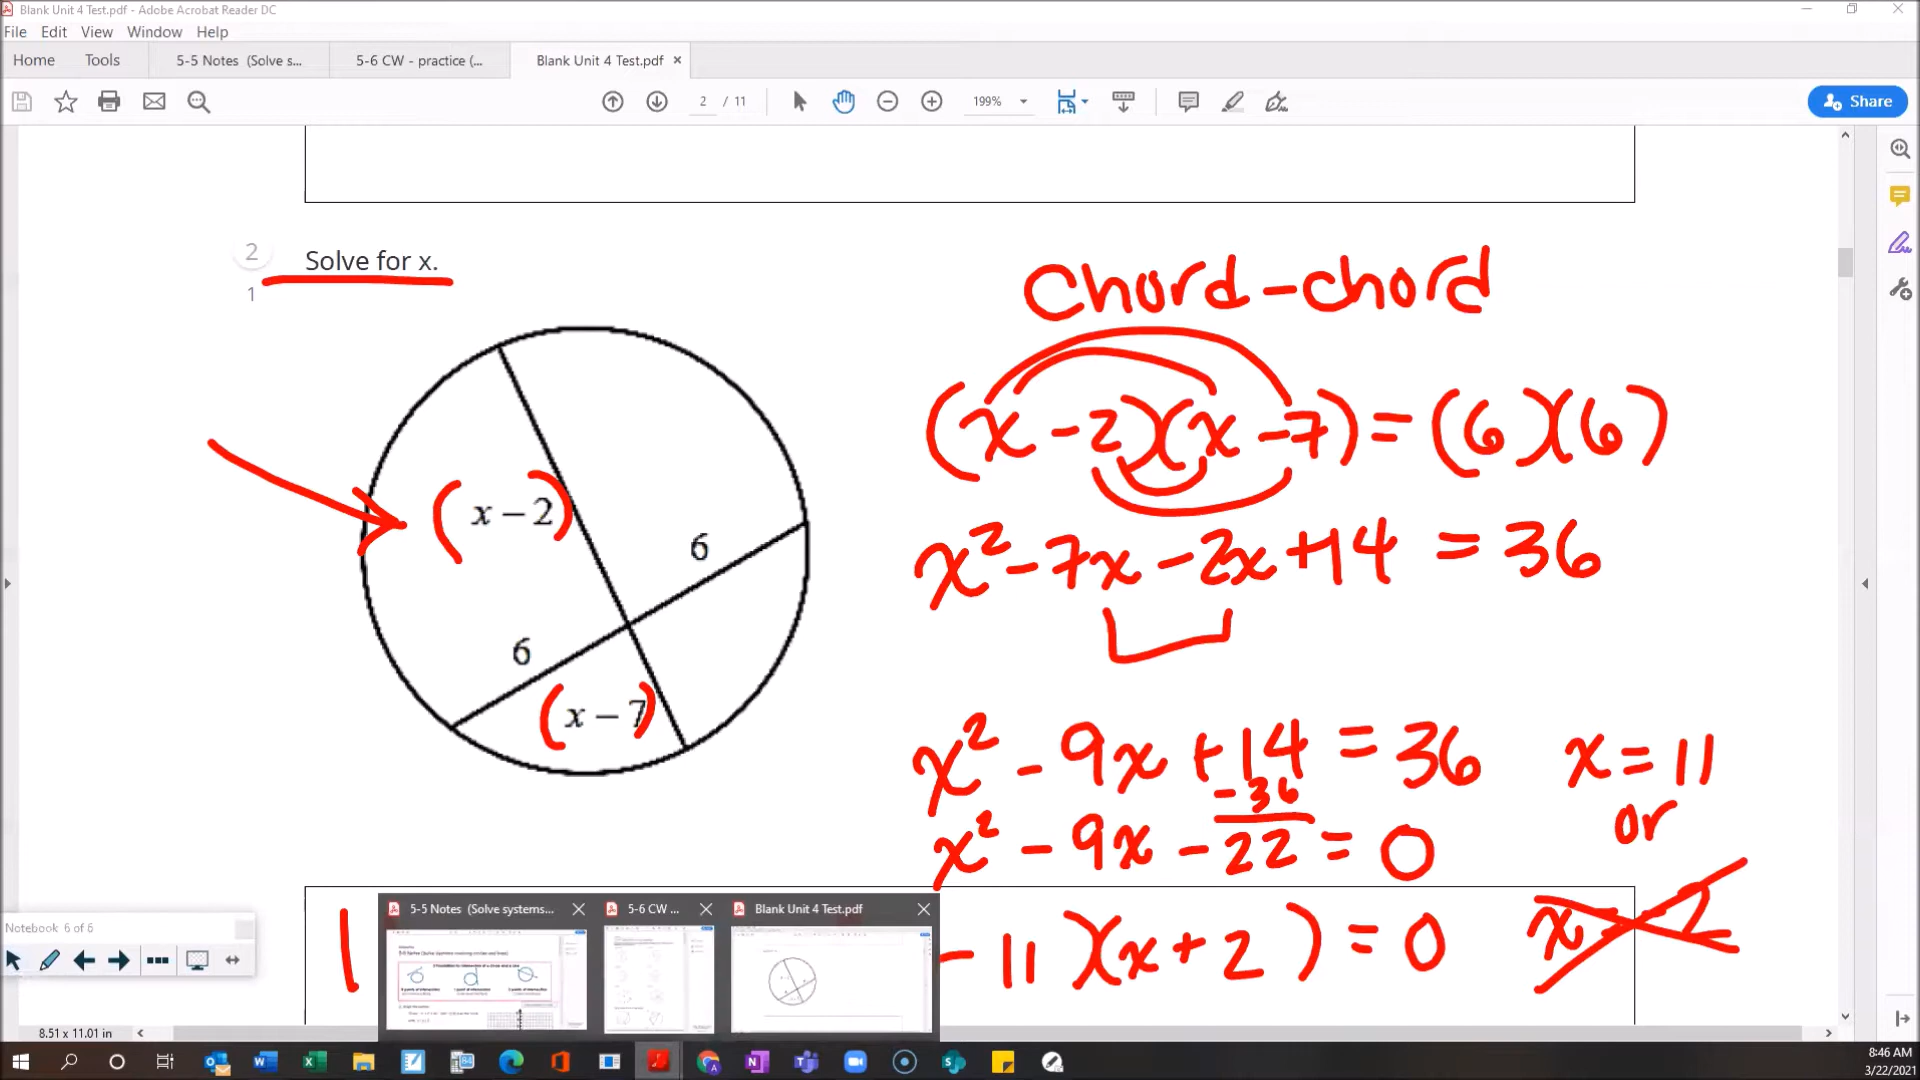 Blank Unit 4 Test.pdf - Adobe Acrobat Reader DC
File Edit View Window Help
Home Tools 5-5 Notes (Solve s... 5-6 CW - practice (... Blank Unit 4 Test.pdf
2 / 11 199% Share
2 Solve for x.
1
Chord-chord
(x - 2)(x - 7) = (6)(6)
x² - 7x - 2x + 14 = 36
(x - 2)
6
6
(x - 7)
x² - 9x + 14 = 36
- 36
x² - 9x - 22 = 0
x = 11
or
- 11)(x + 2) = 0
Notebook 6 of 6
5-5 Notes (Solve systems...
5-6 CW ...
Blank Unit 4 Test.pdf
8.51 x 11.01 in
8:46 AM
3/22/2021